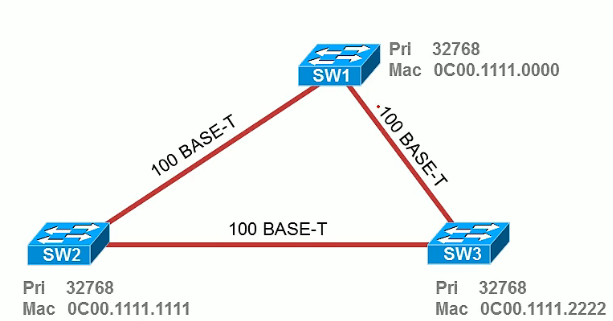 Pri 32768
Mac 0C00.1111.0000
SW1
100 BASE-T
100 BASE-T
100 BASE-T
SW2
SW3
Pri 32768
Mac 0C00.1111.1111
Pri 32768
Mac 0C00.1111.2222